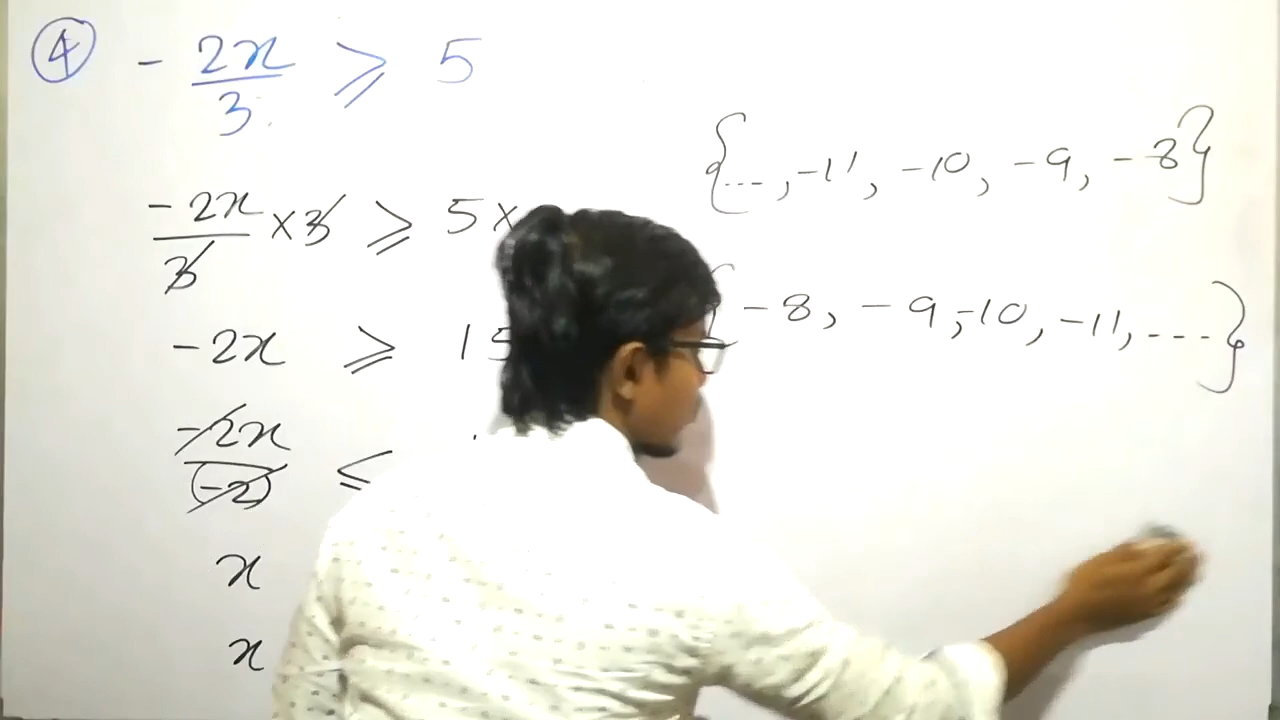 ④ - 2x/3 ⩾ 5
-2x/3 × 3 ⩾ 5 ×
-2x ⩾ 15
-2x/(-2) ≤
x
x
{..., -11, -10, -9, -8}
{ -8, -9, -10, -11, ....}